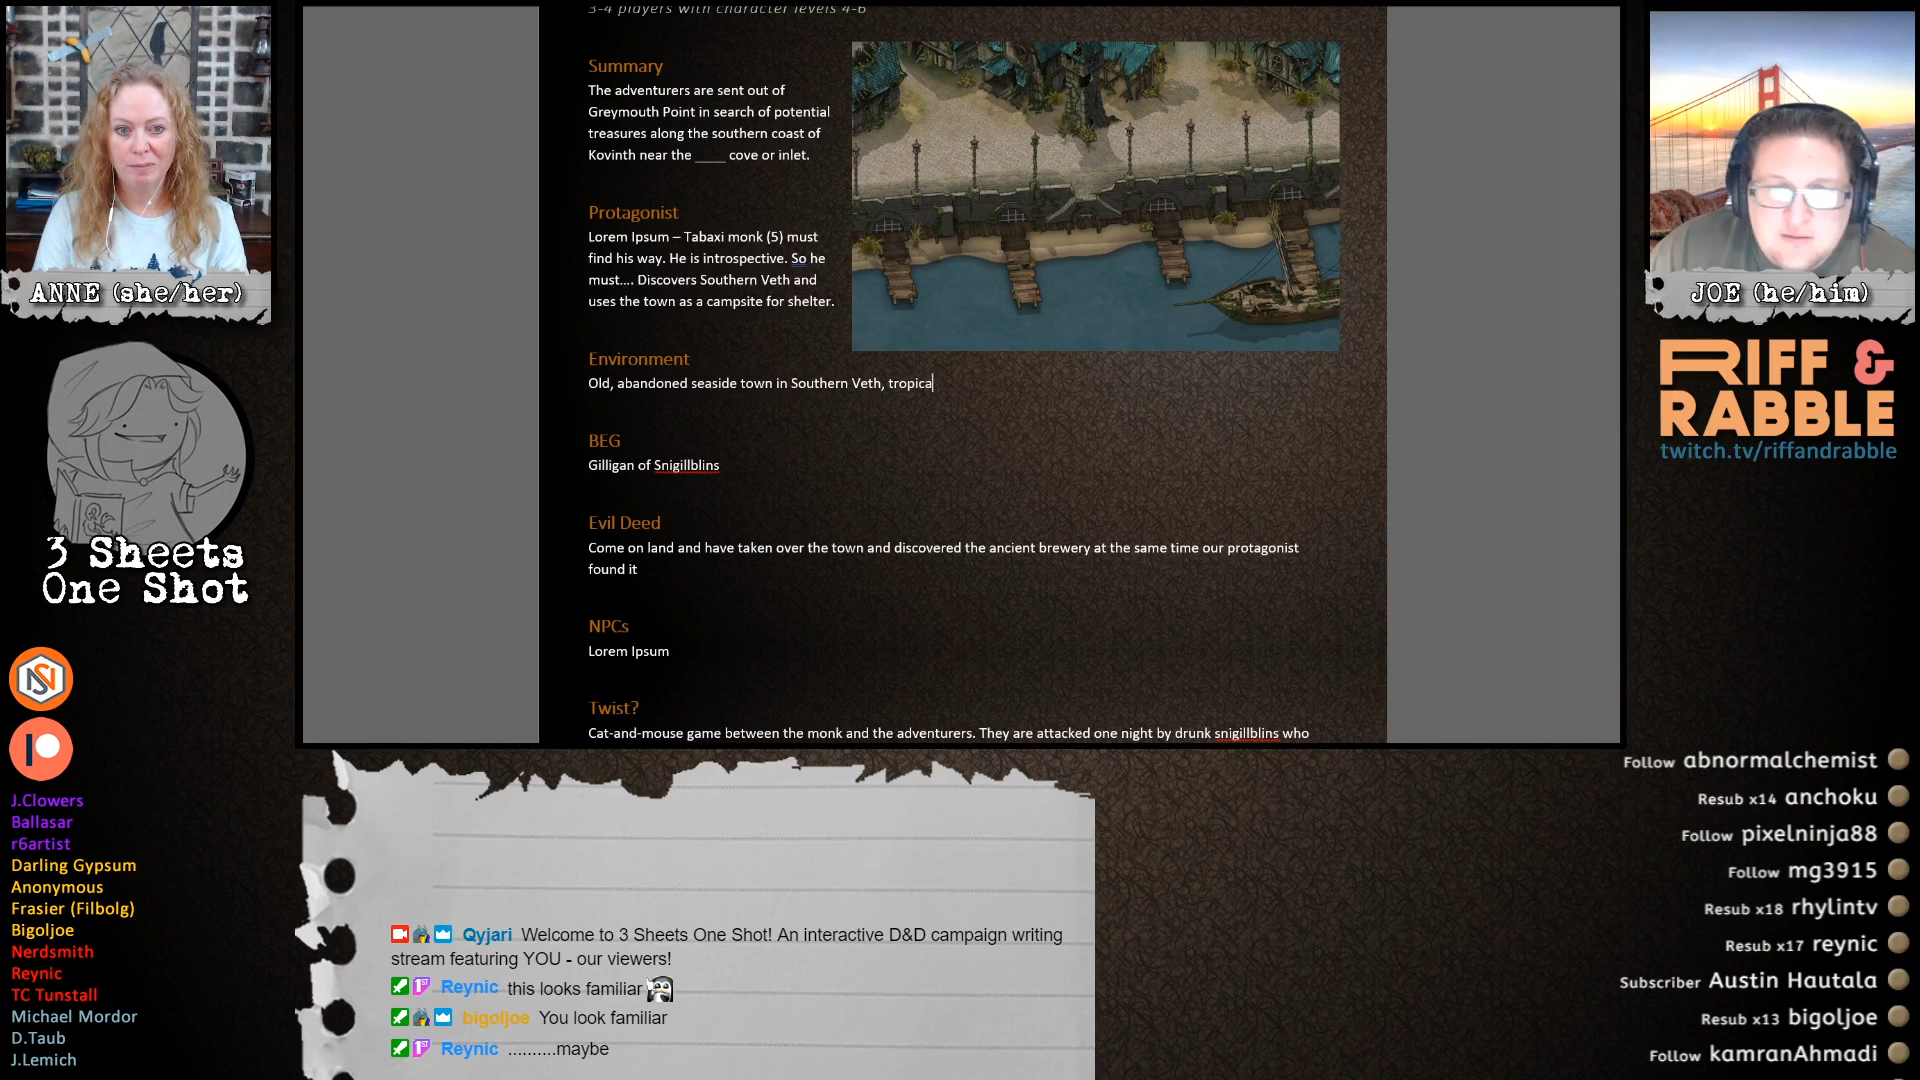 3-4 players with character levels 4-6
Summary
The adventurers are sent out of
Greymouth Point in search of potential
treasures along the southern coast of
Kovinth near the ____ cove or inlet.
Protagonist
Lorem Ipsum – Tabaxi monk (5) must
find his way. He is introspective. So he
must…. Discovers Southern Veth and
uses the town as a campsite for shelter.
Environment
Old, abandoned seaside town in Southern Veth, tropica
BEG
Gilligan of Snigillblins
Evil Deed
Come on land and have taken over the town and discovered the ancient brewery at the same time our protagonist
found it
NPCs
Lorem Ipsum
Twist?
Cat-and-mouse game between the monk and the adventurers. They are attacked one night by drunk snigillblins who
ANNE (she/her)
3 Sheets
One Shot
J.Clowers
Ballasar
r6artist
Darling Gypsum
Anonymous
Frasier (Filbolg)
Bigoljoe
Nerdsmith
Reynic
TC Tunstall
Michael Mordor
D.Taub
J.Lemich
Qyjari Welcome to 3 Sheets One Shot! An interactive D&D campaign writing
stream featuring YOU - our viewers!
1ST Reynic this looks familiar
bigoljoe You look familiar
1ST Reynic ..........maybe
JOE (he/him)
RIFF &
RABBLE
twitch.tv/riffandrabble
Follow abnormalchemist
Resub x14 anchoku
Follow pixelninja88
Follow mg3915
Resub x18 rhylintv
Resub x17 reynic
Subscriber Austin Hautala
Resub x13 bigoljoe
Follow kamranAhmadi